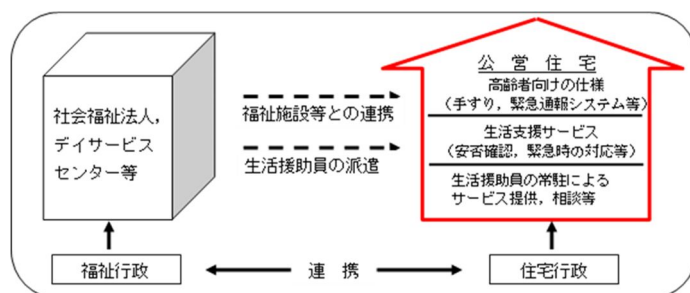 社会福祉法人,
デイサービス
センター等
福祉施設等との連携
生活援助員の派遣
公営住宅
高齢者向けの仕様
（手すり，緊急通報システム等）
生活支援サービス
（安否確認，緊急時の対応等）
生活援助員の常駐による
サービス提供，相談等
福祉行政
連携
住宅行政